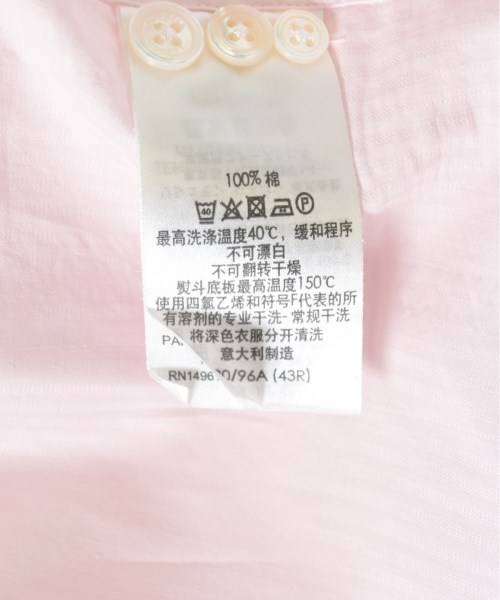 100% 棉
40 P
最高洗涤温度40℃，缓和程序
不可漂白
不可翻转干燥
熨斗底板最高温度150℃
使用四氯乙烯和符号F代表的所
有溶剂的专业干洗- 常规干洗
将深色衣服分开清洗
意大利制造
(43R)